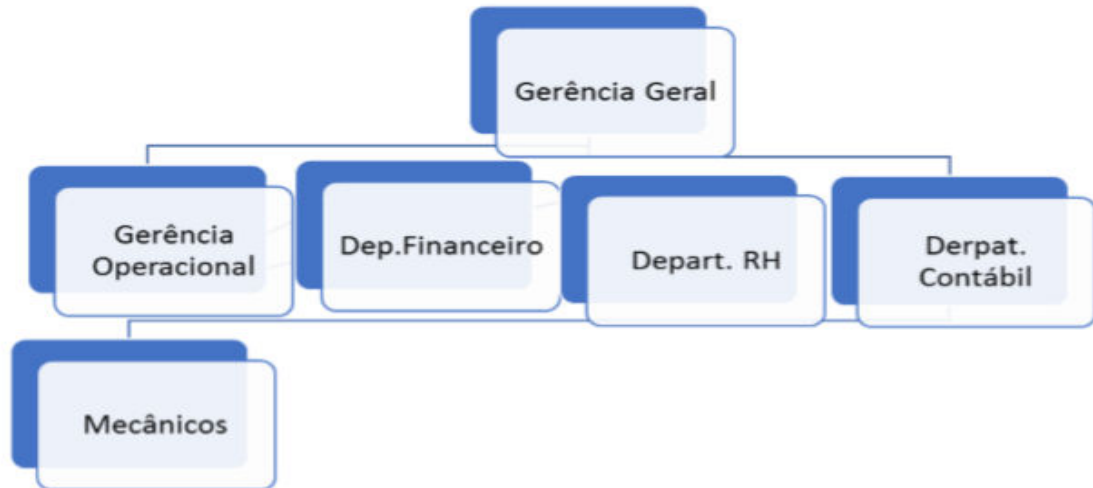 Gerência Geral
Gerência
Operacional
Dep.Financeiro
Depart. RH
Derpat.
Contábil
Mecânicos